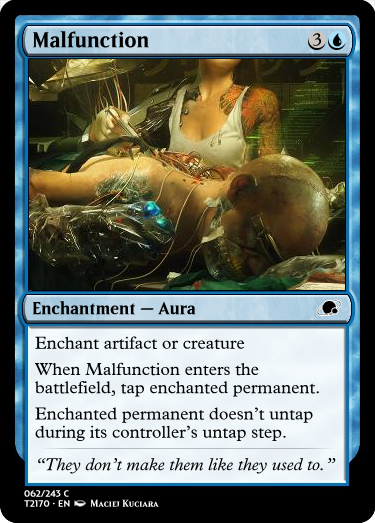 Malfunction 3
Enchantment — Aura
Enchant artifact or creature
When Malfunction enters the
battlefield, tap enchanted permanent.
Enchanted permanent doesn't untap
during its controller's untap step.
“They don't make them like they used to.”
062/243 C
T2170 · EN Maciej Kuciara